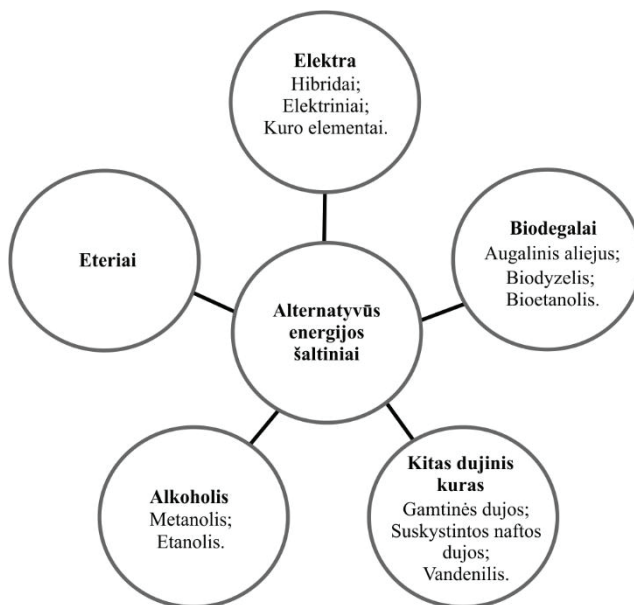 Elektra
Hibridai;
Elektriniai;
Kuro elementai.
Eteriai
Biodegalai
Augalinis aliejus;
Biodyzelis;
Bioetanolis.
Alternatyvūs
energijos
šaltiniai
Alkoholis
Metanolis;
Etanolis.
Kitas dujinis
kuras
Gamtinės dujos;
Suskystintos naftos
dujos;
Vandenilis.